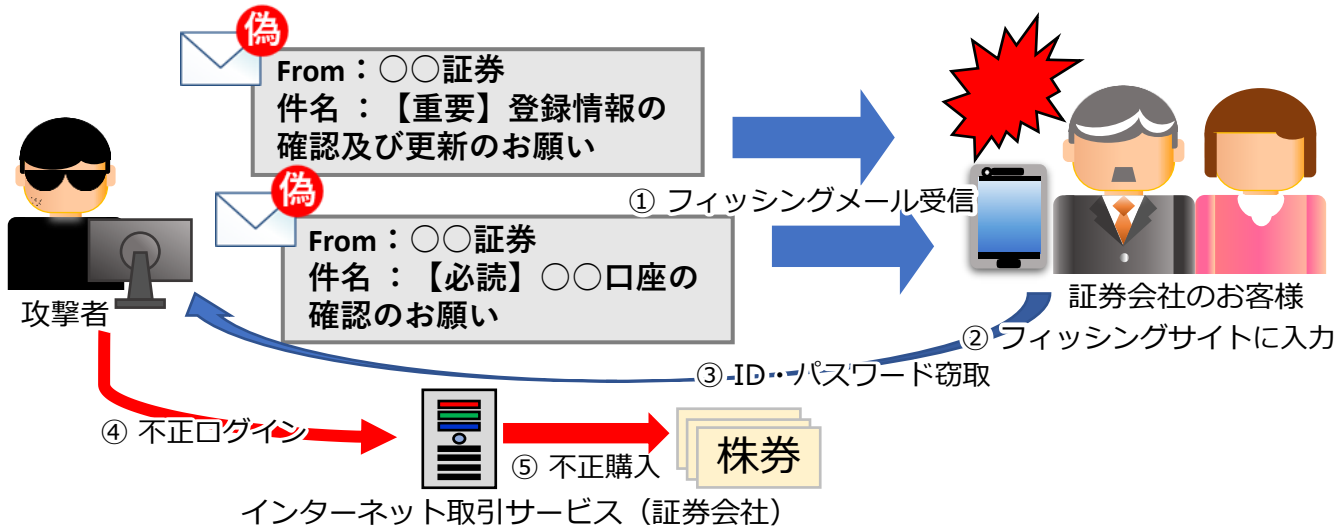 偽
From：○○証券
件名 ：【重要】登録情報の
確認及び更新のお願い
偽
From：○○証券
件名 ：【必読】○○口座の
確認のお願い
① フィッシングメール受信
攻撃者
証券会社のお客様
② フィッシングサイトに入力
③ ID・パスワード窃取
④ 不正ログイン
⑤ 不正購入
株券
インターネット取引サービス（証券会社）